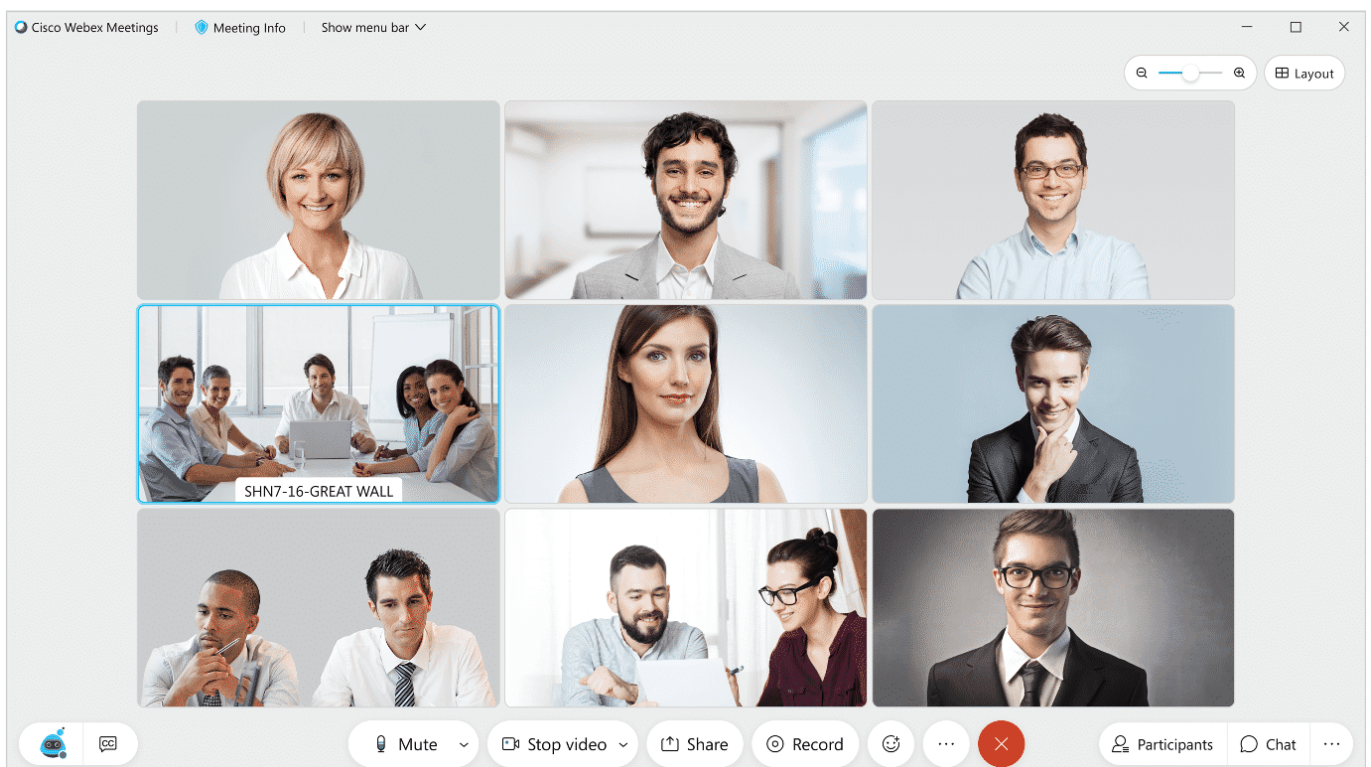 Cisco Webex Meetings
Meeting Info
Show menu bar
Layout
SHN7-16-GREAT WALL
CC
Mute
Stop video
Share
Record
Participants
Chat